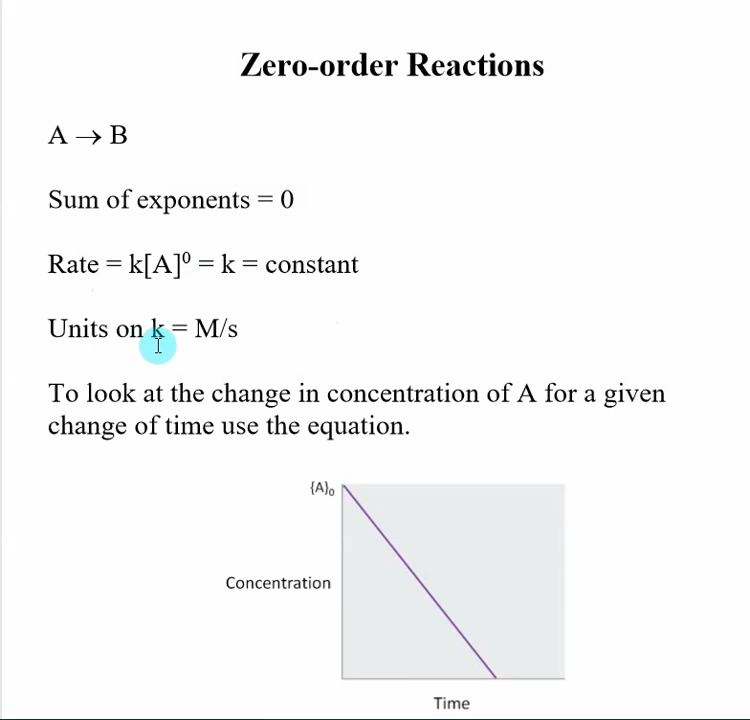 Zero-order Reactions
A → B
Sum of exponents = 0
Rate = k[A]⁰ = k = constant
Units on k = M/s
To look at the change in concentration of A for a given
change of time use the equation.
{A}₀
Concentration
Time